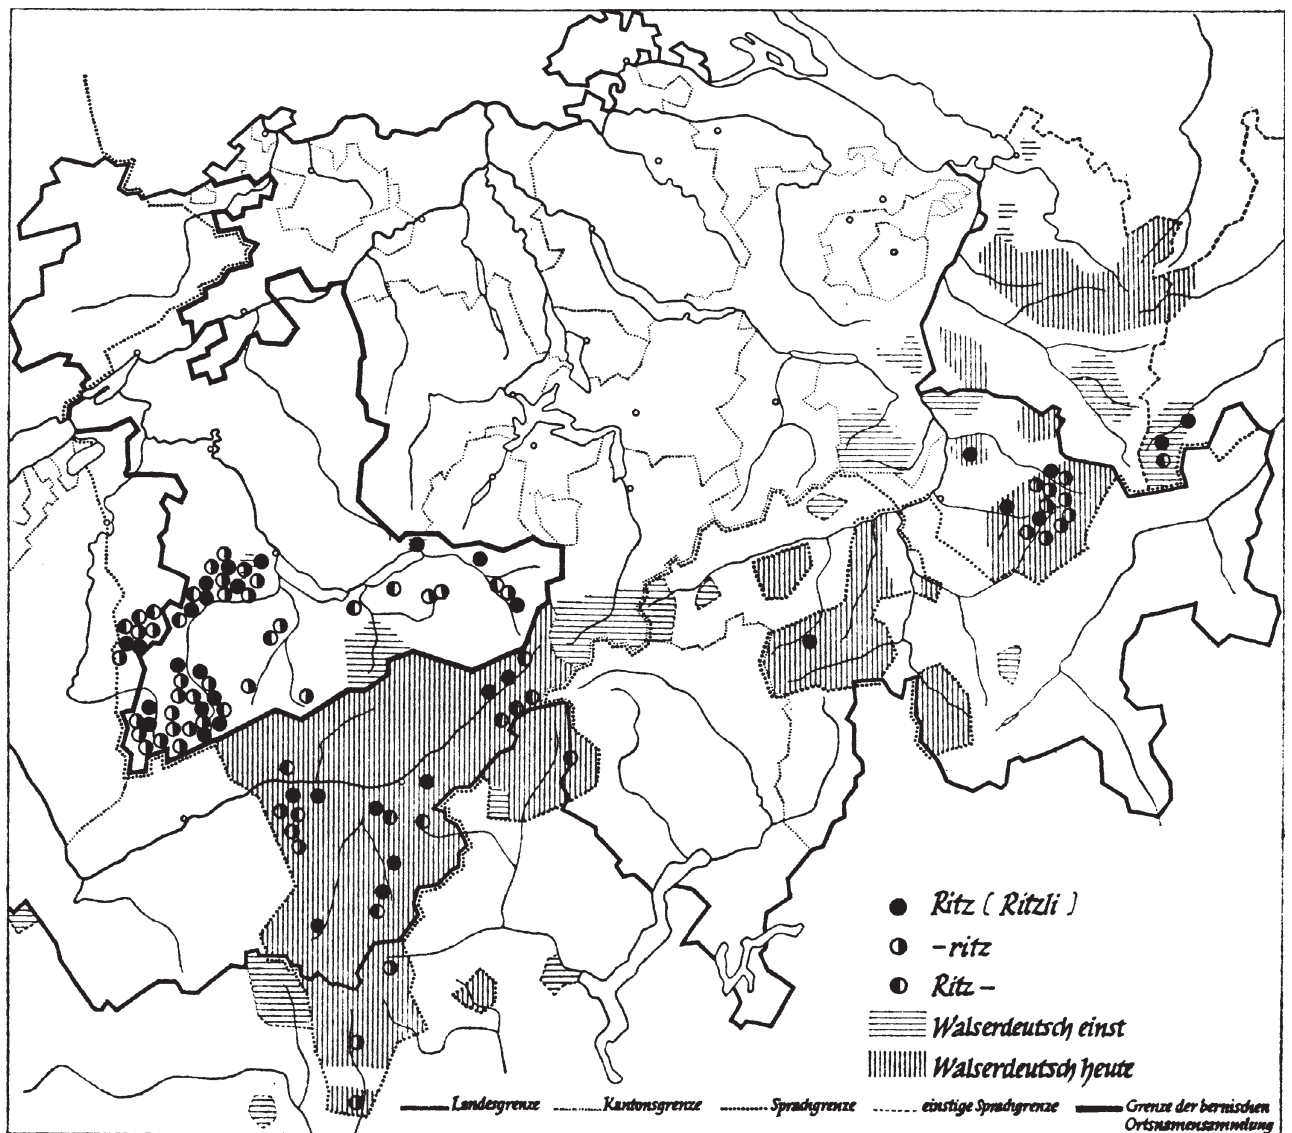 Ritz ( Ritzli )
-ritz
Ritz-
Walserdeutsch einst
Walserdeutsch heute
Landesgrenze
Kantonsgrenze
Sprachgrenze
einstige Sprachgrenze
Grenze der bernischen
Ortsnamensammlung